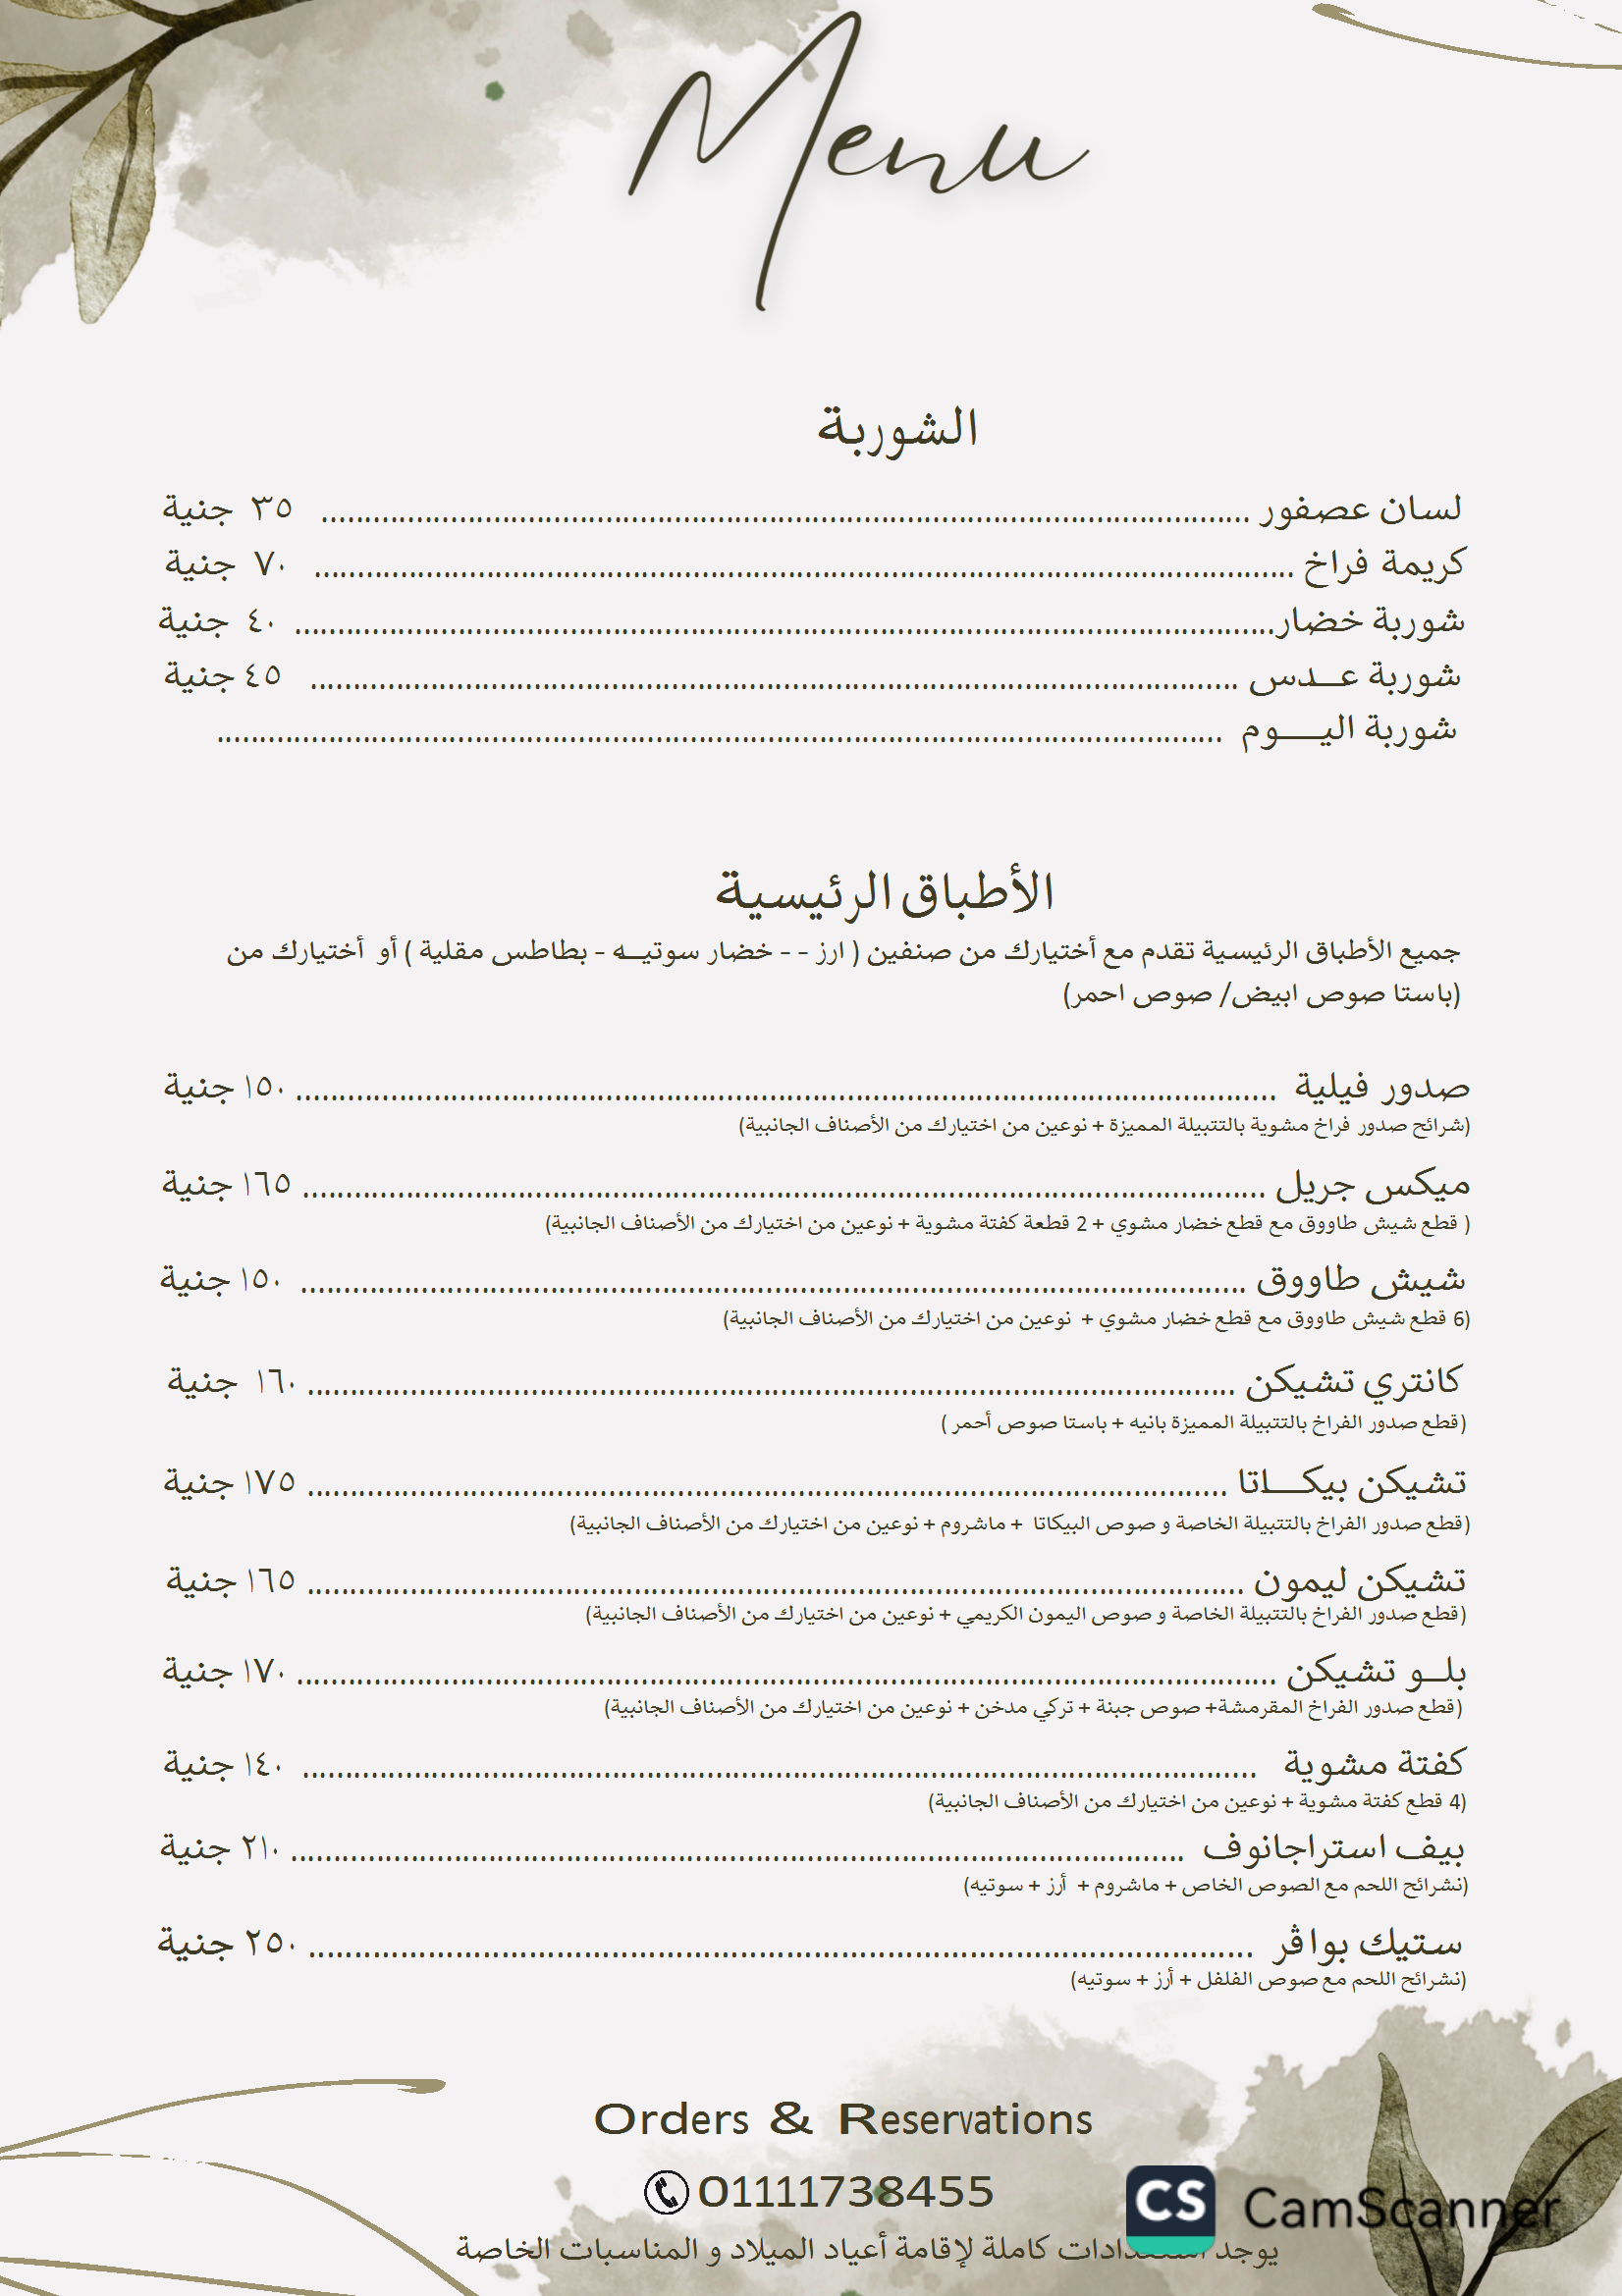 Menu
الشوربة
لسان عصفور ........ ٣٥ جنية
كريمة فراخ ........ ٧٠ جنية
شوربة خضار ........ ٤٠ جنية
شوربة عــدس ........ ٤٥ جنية
شوربة اليــــوم ........
الأطباق الرئيسية
جميع الأطباق الرئيسية تقدم مع أختيارك من صنفين ( ارز - - خضار سوتيــه - بطاطس مقلية ) أو أختيارك من
(باستا صوص ابيض/ صوص احمر)
صدور فيلية ........ ١٥٠ جنية
(شرائح صدور فراخ مشوية بالتتبيلة المميزة + نوعين من اختيارك من الأصناف الجانبية)
ميكس جريل ........ ١٦٥ جنية
( قطع شيش طاووق مع قطع خضار مشوي + 2 قطعة كفتة مشوية + نوعين من اختيارك من الأصناف الجانبية)
شيش طاووق ........ ١٥٠ جنية
(6 قطع شيش طاووق مع قطع خضار مشوي + نوعين من اختيارك من الأصناف الجانبية)
كانتري تشيكن ........ ١٦٠ جنية
(قطع صدور الفراخ بالتتبيلة المميزة بانيه + باستا صوص أحمر )
تشيكن بيكـــاتا ........ ١٧٥ جنية
(قطع صدور الفراخ بالتتبيلة الخاصة و صوص البيكاتا + ماشروم + نوعين من اختيارك من الأصناف الجانبية)
تشيكن ليمون ........ ١٦٥ جنية
(قطع صدور الفراخ بالتتبيلة الخاصة و صوص اليمون الكريمي + نوعين من اختيارك من الأصناف الجانبية)
بلــو تشيكن ........ ١٧٠ جنية
(قطع صدور الفراخ المقرمشة+ صوص جبنة + تركي مدخن + نوعين من اختيارك من الأصناف الجانبية)
كفتة مشوية ........ ١٤٠ جنية
(4 قطع كفتة مشوية + نوعين من اختيارك من الأصناف الجانبية)
بيف استراجانوف ........ ٢١٠ جنية
(نشرائح اللحم مع الصوص الخاص + ماشروم + أرز + سوتيه)
ستيك بواڤر ........ ٢٥٠ جنية
(نشرائح اللحم مع صوص الفلفل + أرز + سوتيه)
Orders & Reservations
01111738455
CS CamScanner
يوجد استعدادات كاملة لإقامة أعياد الميلاد و المناسبات الخاصة